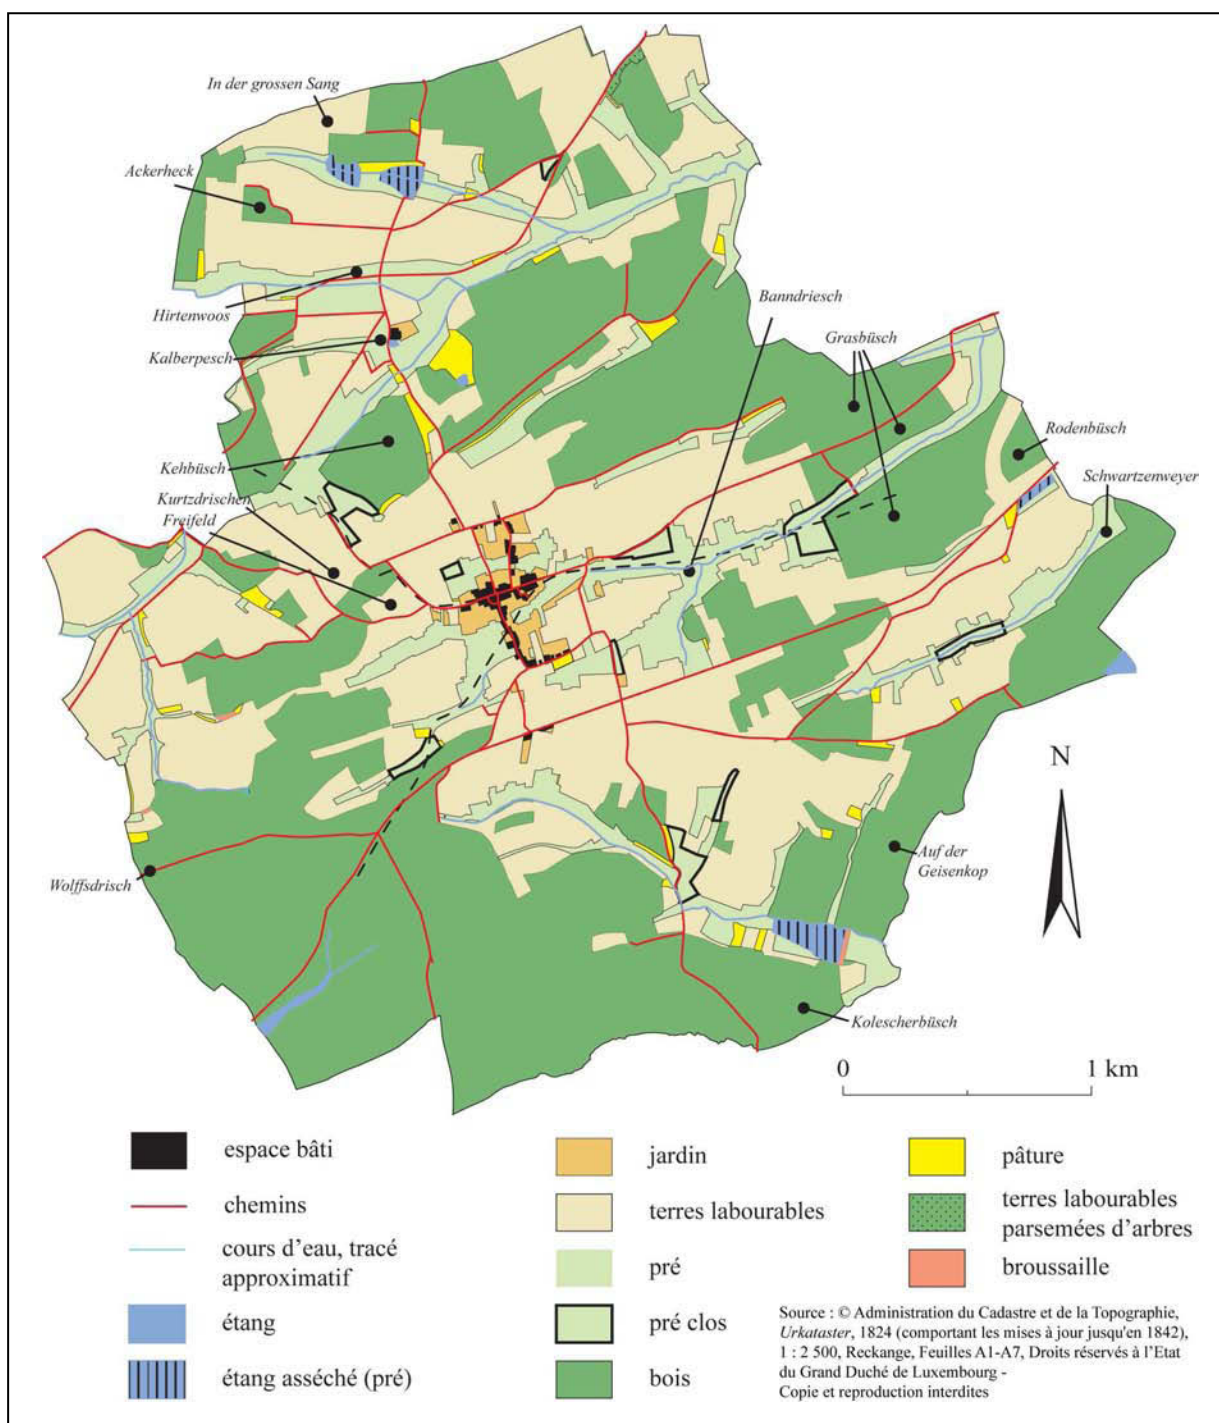 In der grossen Sang
Ackerheck
Hirtenwoos
Kalberpesch
Banndriesch
Grasbüsch
Kehbüsch
Rodenbüsch
Kurtzdrischen
Schwartzenweyer
Freifeld
N
Wolffsdrisch
Auf der
Geisenkop
Kolescherbüsch
0 1 km
espace bâti
chemins
cours d'eau, tracé
approximatif
étang
étang asséché (pré)
jardin
terres labourables
pré
pré clos
bois
pâture
terres labourables
parsemées d'arbres
broussaille
Source : © Administration du Cadastre et de la Topographie,
Urkataster, 1824 (comportant les mises à jour jusqu'en 1842),
1 : 2 500, Reckange, Feuilles A1-A7, Droits réservés à l'Etat
du Grand Duché de Luxembourg -
Copie et reproduction interdites